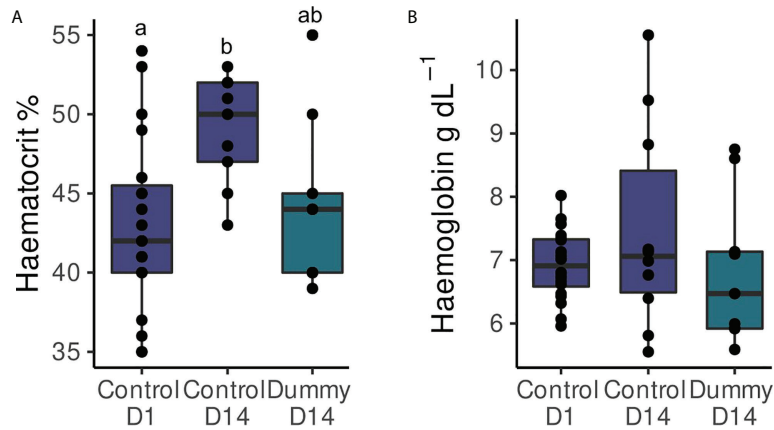 A
B
a
b
ab
Haematocrit %
55
50
45
40
35
Control D1
Control D14
Dummy D14
Haemoglobin g dL⁻¹
10
9
8
7
6
Control D1
Control D14
Dummy D14